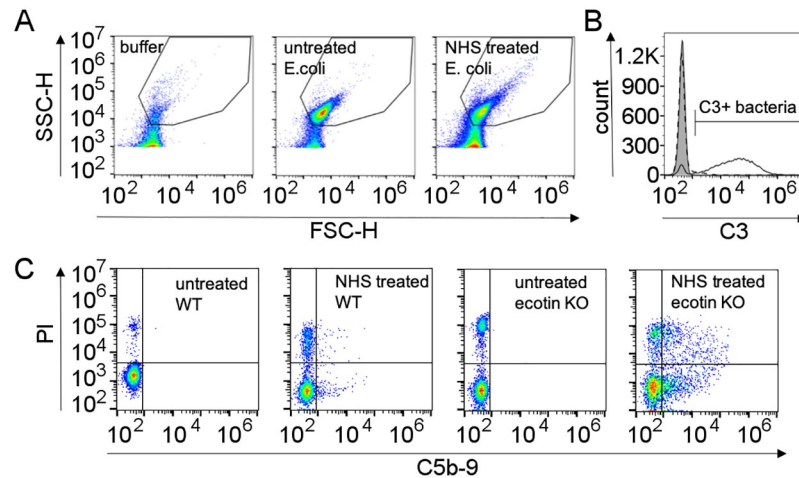 A
B
SSC-H
10^7
10^6
10^5
10^4
10^3
10^2
buffer
untreated
E.coli
NHS treated
E. coli
10^2 10^4 10^6
10^2 10^4 10^6
10^2 10^4 10^6
FSC-H
count
1.2K
900
600
300
0
C3+ bacteria
10^2 10^4 10^6
C3
C
PI
10^7
10^6
10^5
10^4
10^3
10^2
untreated
WT
NHS treated
WT
untreated
ecotin KO
NHS treated
ecotin KO
10^2 10^4 10^6
10^2 10^4 10^6
10^2 10^4 10^6
10^2 10^4 10^6
C5b-9